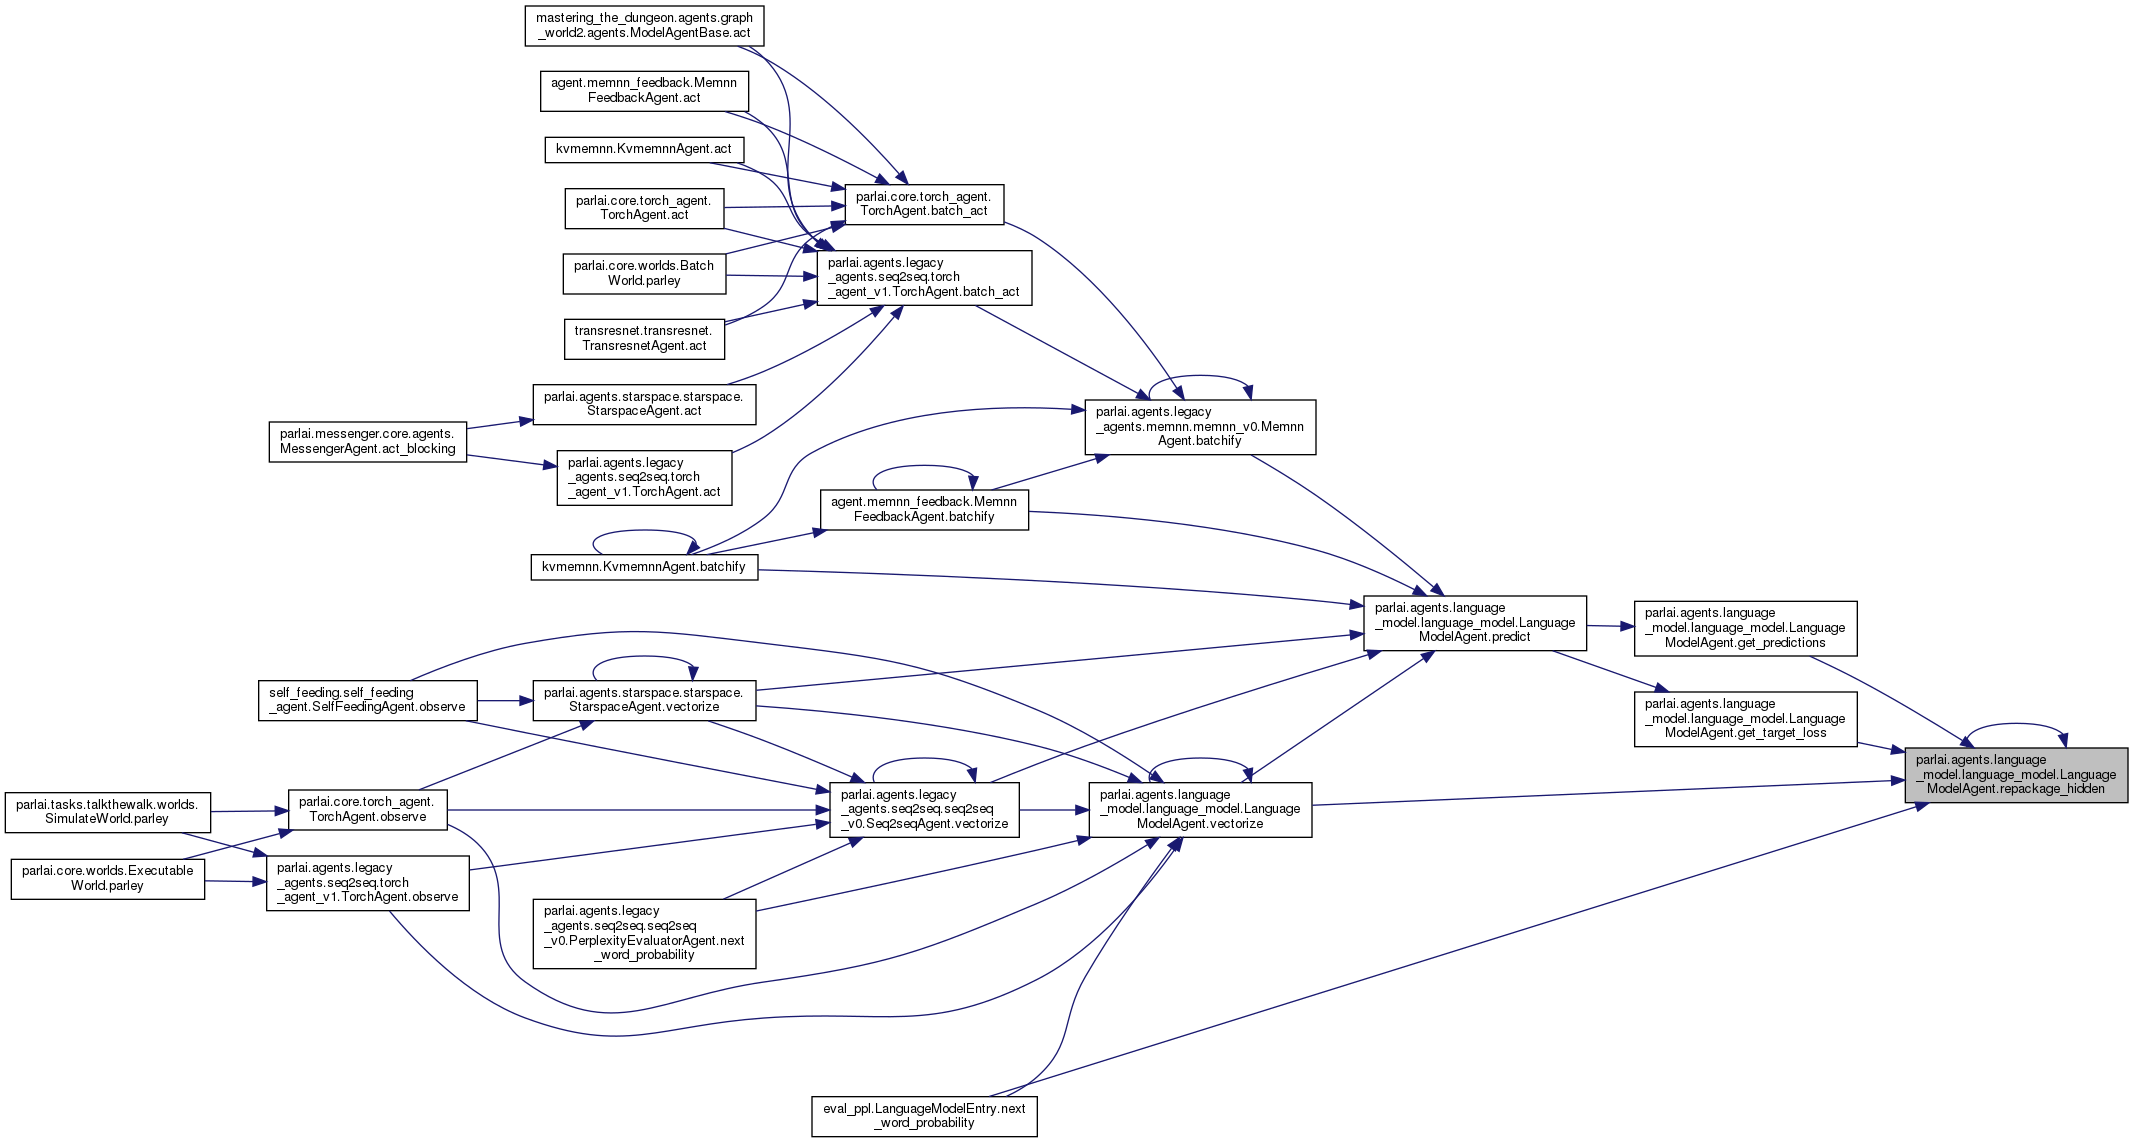 mastering_the_dungeon.agents.graph
_world2.agents.ModelAgentBase.act
agent.memnn_feedback.Memnn
FeedbackAgent.act
kvmemnn.KvmemnnAgent.act
parlai.core.torch_agent.
TorchAgent.act
parlai.core.torch_agent.
TorchAgent.batch_act
parlai.core.worlds.Batch
World.parley
parlai.agents.legacy
_agents.seq2seq.torch
_agent_v1.TorchAgent.batch_act
transresnet.transresnet.
TransresnetAgent.act
parlai.agents.starspace.starspace.
StarspaceAgent.act
parlai.messenger.core.agents.
MessengerAgent.act_blocking
parlai.agents.legacy
_agents.seq2seq.torch
_agent_v1.TorchAgent.act
parlai.agents.legacy
_agents.memnn.memnn_v0.Memnn
Agent.batchify
agent.memnn_feedback.Memnn
FeedbackAgent.batchify
kvmemnn.KvmemnnAgent.batchify
parlai.agents.language
_model.language_model.Language
ModelAgent.predict
parlai.agents.language
_model.language_model.Language
ModelAgent.get_predictions
self_feeding.self_feeding
_agent.SelfFeedingAgent.observe
parlai.agents.starspace.starspace.
StarspaceAgent.vectorize
parlai.agents.language
_model.language_model.Language
ModelAgent.get_target_loss
parlai.agents.language
_model.language_model.Language
ModelAgent.repackage_hidden
parlai.tasks.talkthewalk.worlds.
SimulateWorld.parley
parlai.core.torch_agent.
TorchAgent.observe
parlai.agents.legacy
_agents.seq2seq.seq2seq
_v0.Seq2seqAgent.vectorize
parlai.agents.language
_model.language_model.Language
ModelAgent.vectorize
parlai.core.worlds.Executable
World.parley
parlai.agents.legacy
_agents.seq2seq.torch
_agent_v1.TorchAgent.observe
parlai.agents.legacy
_agents.seq2seq.seq2seq
_v0.PerplexityEvaluatorAgent.next
_word_probability
eval_ppl.LanguageModelEntry.next
_word_probability